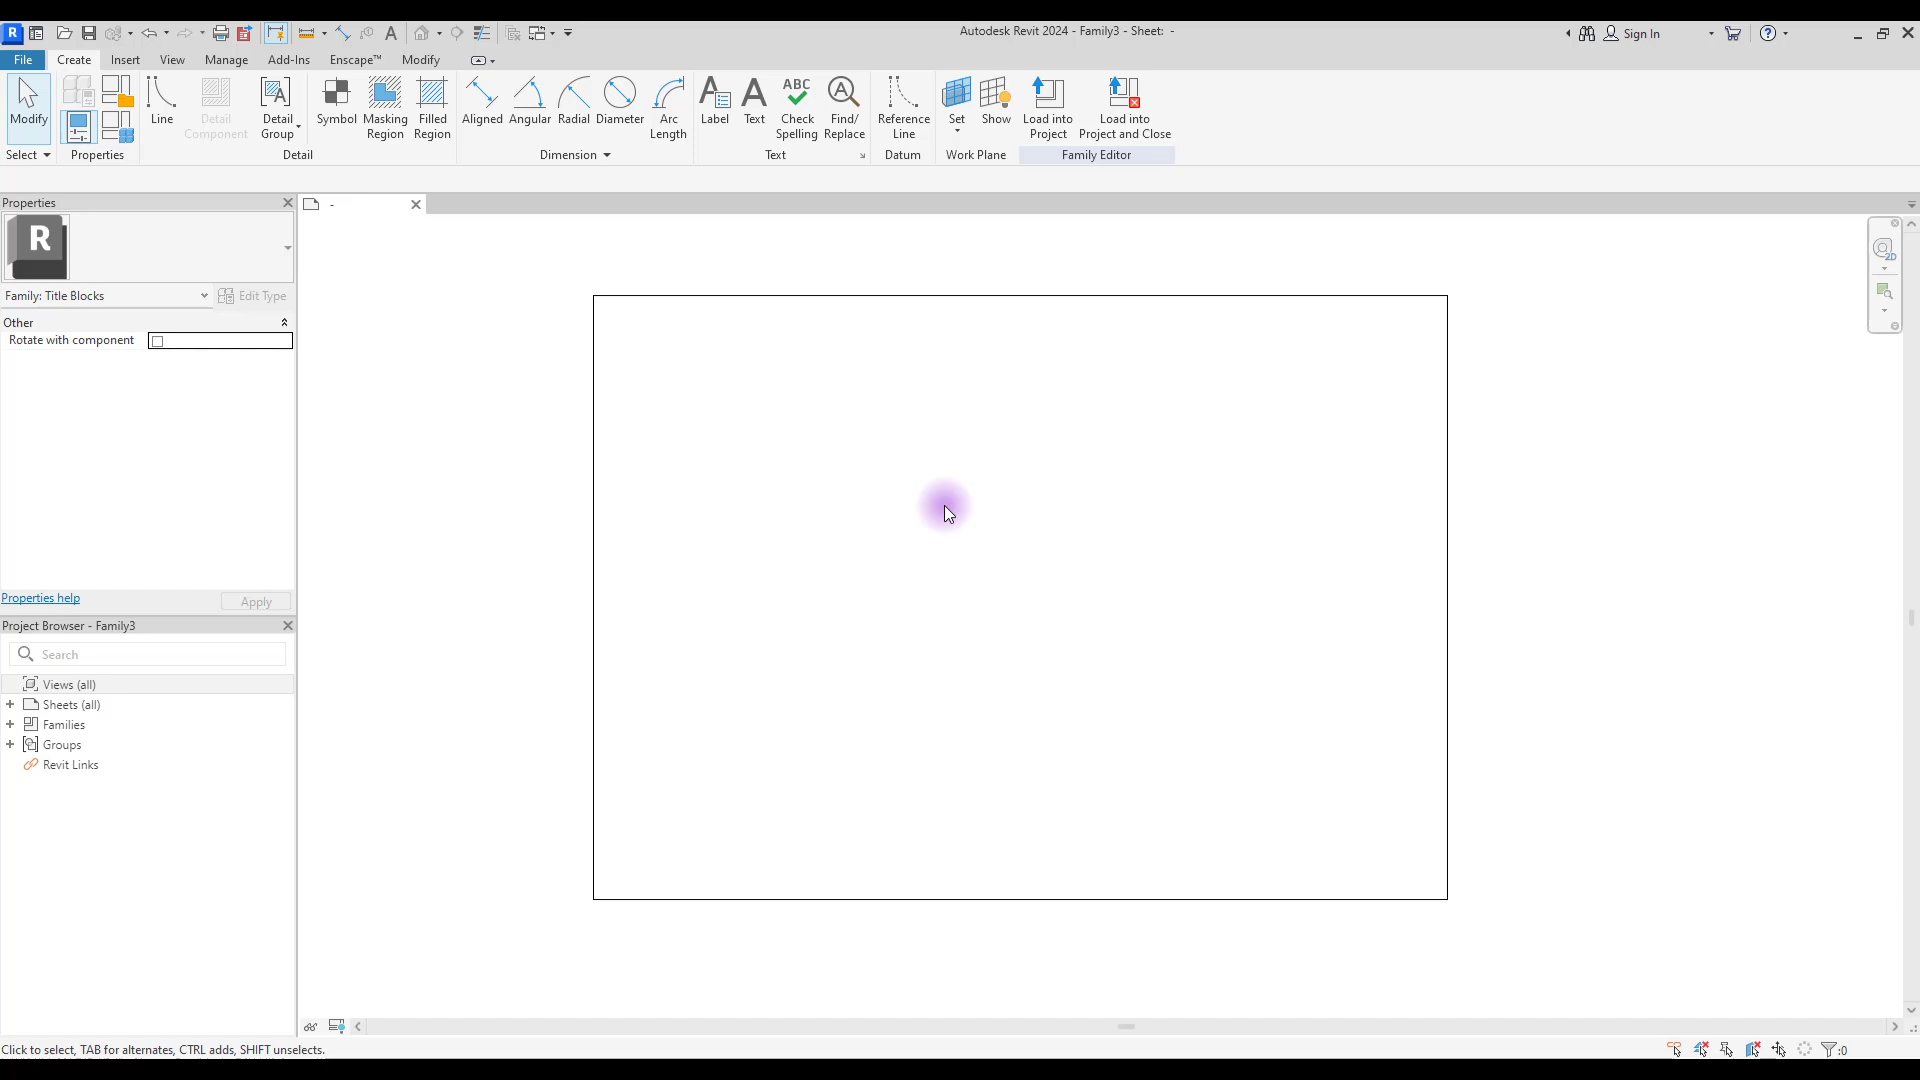 R
Autodesk Revit 2024 - Family3 - Sheet: -
Sign In
File
Create
Insert
View
Manage
Add-Ins
Enscape™
Modify
Modify
Line
Detail
Component
Detail
Group
Symbol
Masking
Region
Filled
Region
Aligned
Angular
Radial
Diameter
Arc
Length
Label
Text
ABC
Check
Spelling
Find/
Replace
Reference
Line
Set
Show
Load into
Project
Load into
Project and Close
Select
Properties
Detail
Dimension
Text
Datum
Work Plane
Family Editor
Properties
-
R
2D
Family: Title Blocks
Edit Type
Other
Rotate with component
Properties help
Apply
Project Browser - Family3
Search
Views (all)
Sheets (all)
Families
Groups
Revit Links
Click to select, TAB for alternates, CTRL adds, SHIFT unselects.
:0